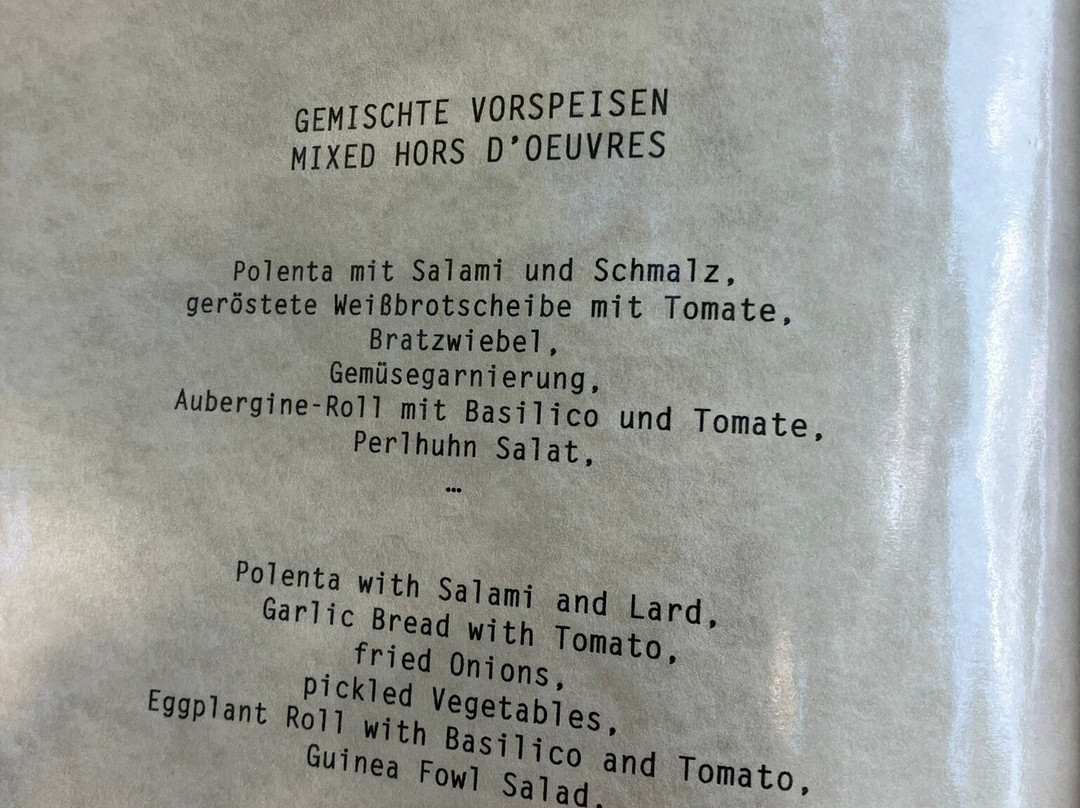 GEMISCHTE VORSPEISEN
MIXED HORS D'OEUVRES
Polenta mit Salami und Schmalz,
geröstete Weißbrotscheibe mit Tomate,
Bratzwiebel,
Gemüsegarnierung,
Aubergine-Roll mit Basilico und Tomate,
Perlhuhn Salat,
…
Polenta with Salami and Lard,
Garlic Bread with Tomato,
fried Onions,
pickled Vegetables,
Eggplant Roll with Basilico and Tomato,
Guinea Fowl Salad,